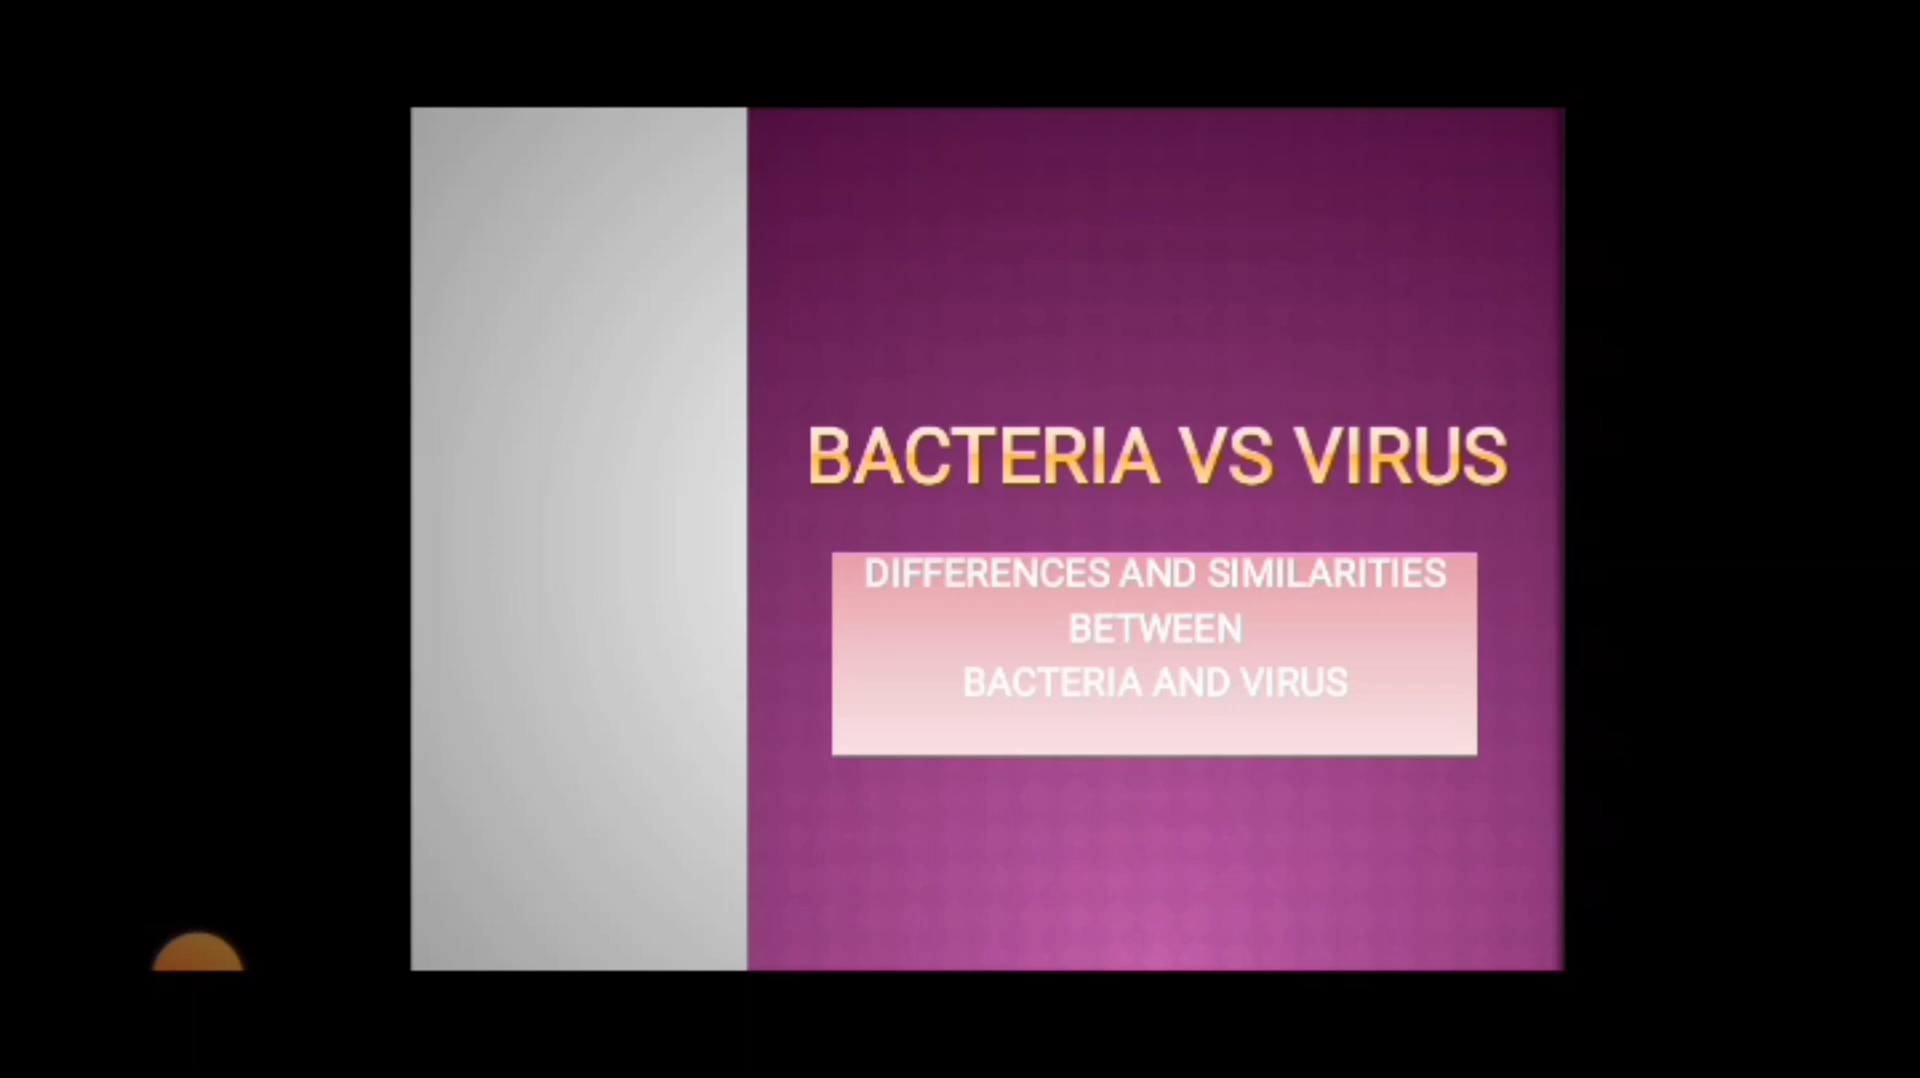 BACTERIA VS VIRUS
DIFFERENCES AND SIMILARITIES
BETWEEN
BACTERIA AND VIRUS